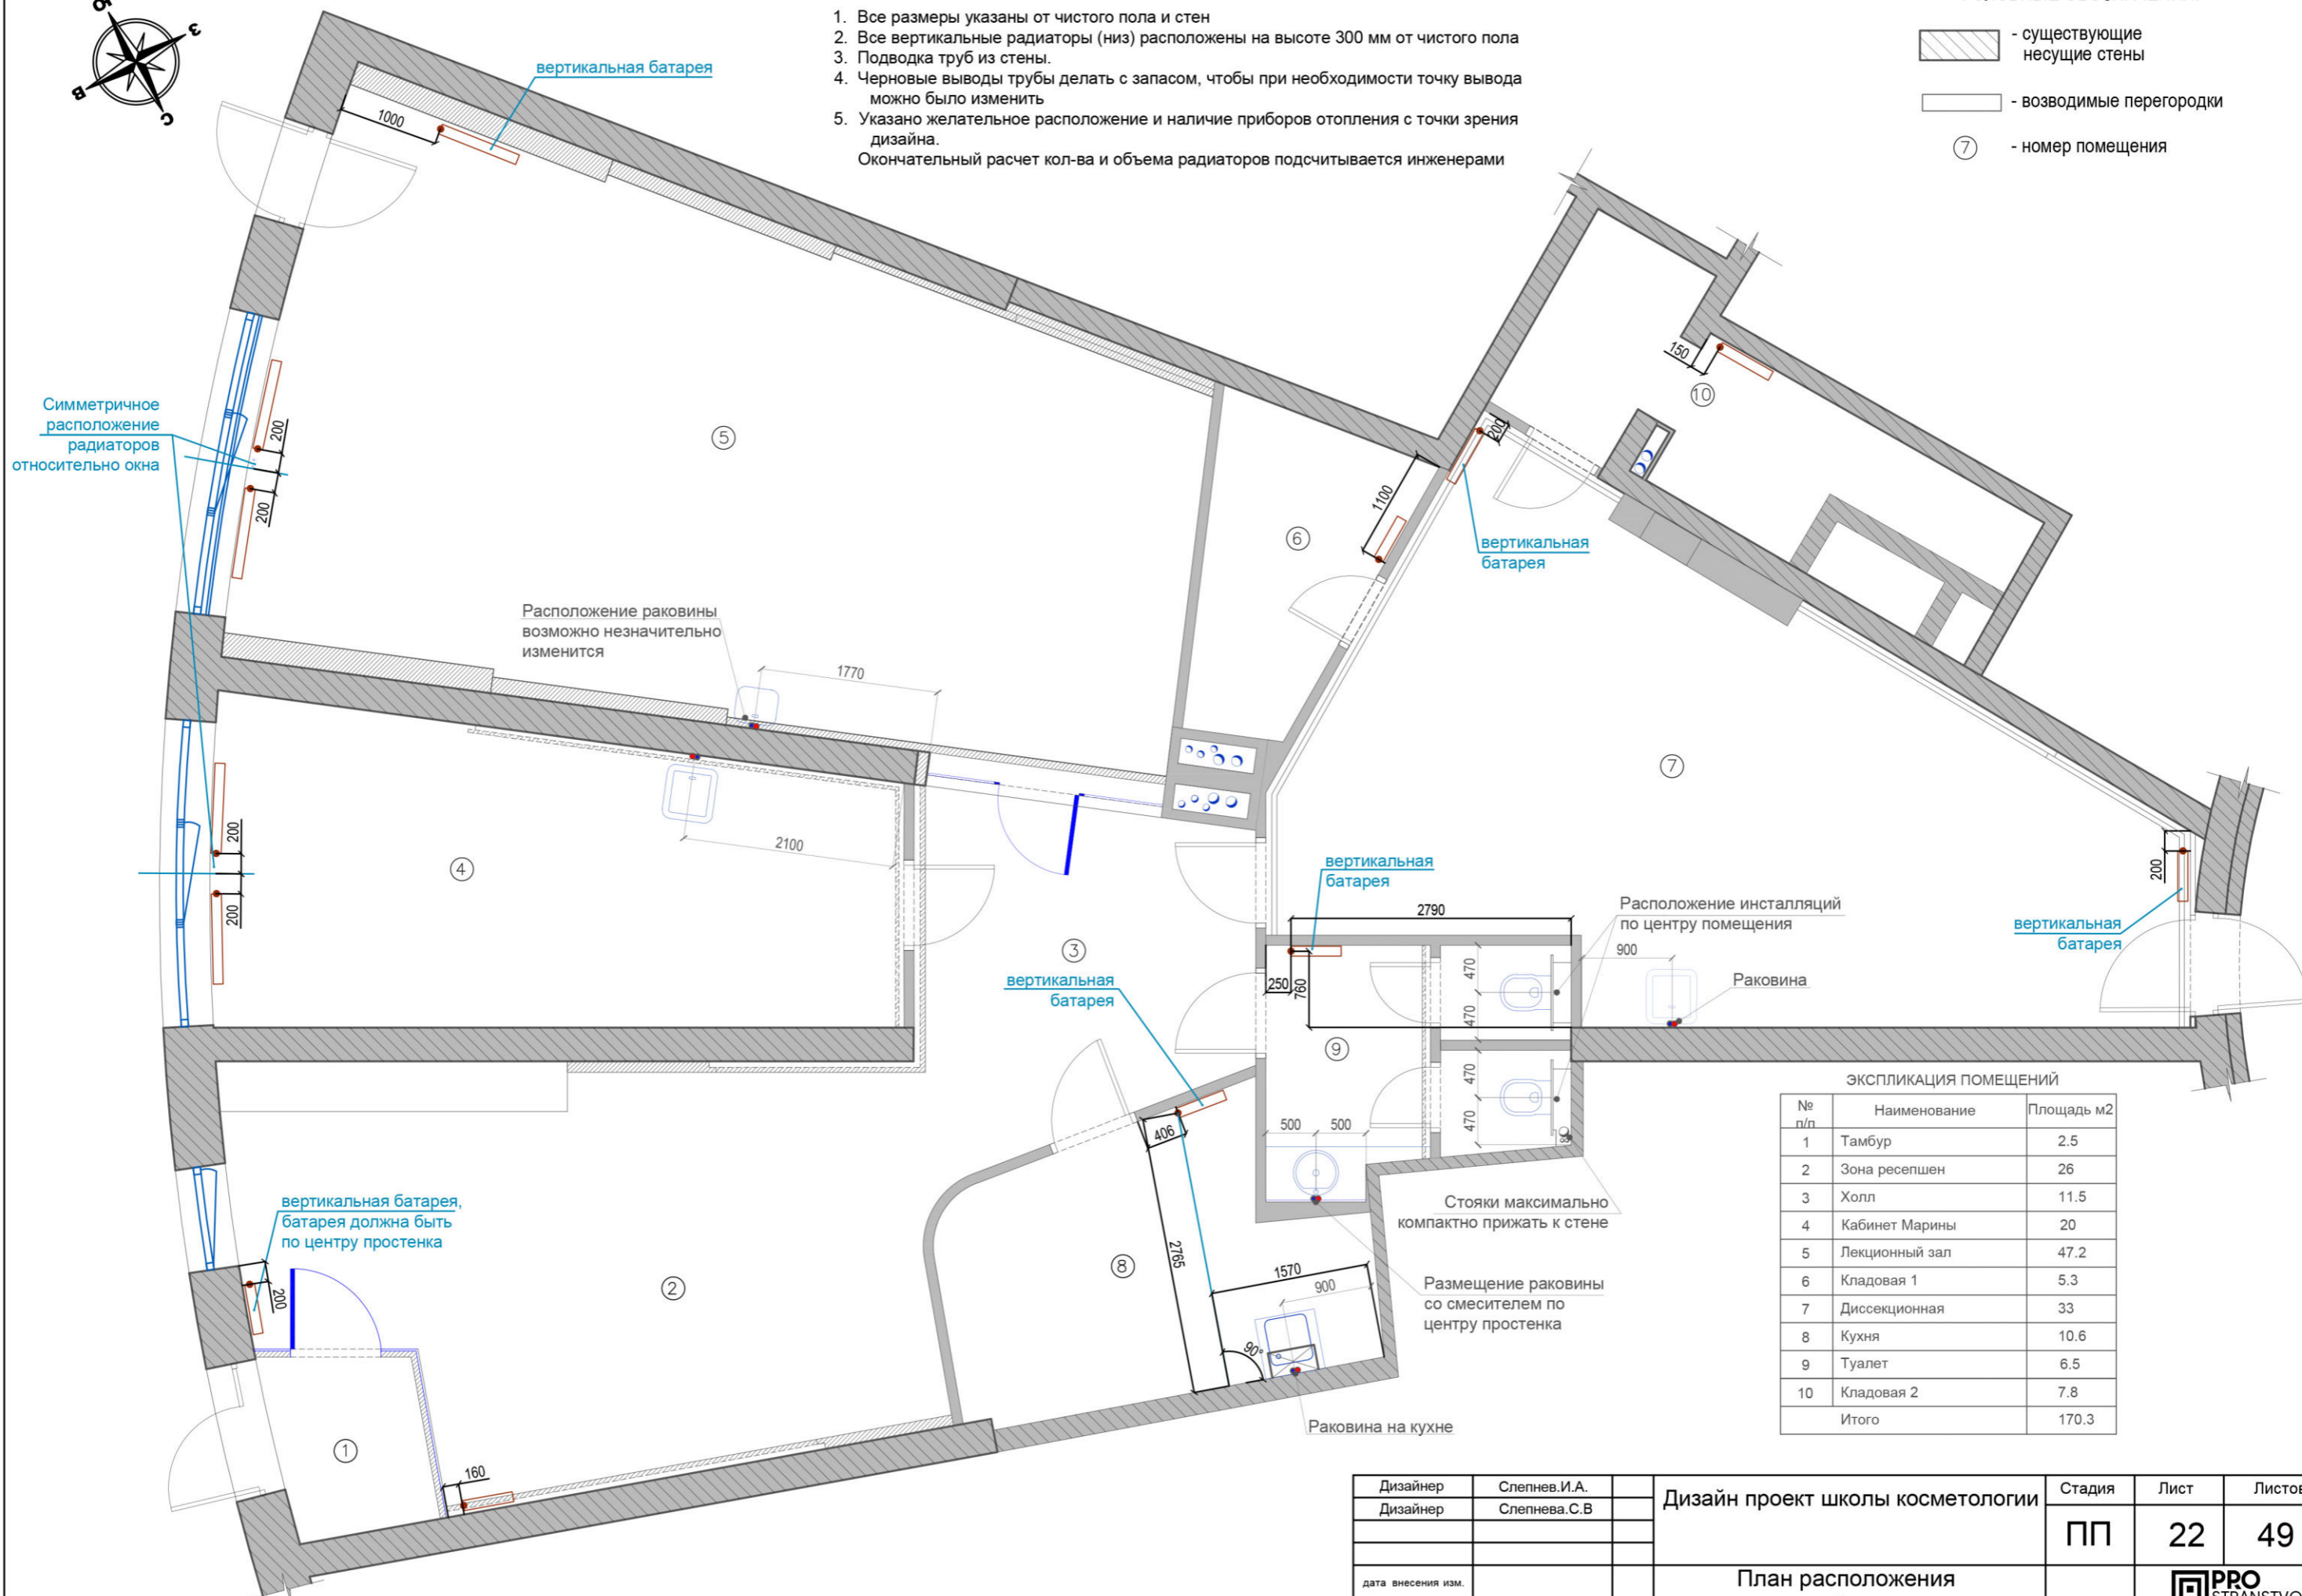 З
В
С
1. Все размеры указаны от чистого пола и стен
2. Все вертикальные радиаторы (низ) расположены на высоте 300 мм от чистого пола
3. Подводка труб из стены.
4. Черновые выводы трубы делать с запасом, чтобы при необходимости точку вывода
можно было изменить
5. Указано желательное расположение и наличие приборов отопления с точки зрения
дизайна.
Окончательный расчет кол-ва и объема радиаторов подсчитывается инженерами
- существующие
несущие стены
- возводимые перегородки
7 - номер помещения
вертикальная батарея
1000
Симметричное
расположение
радиаторов
относительно окна
200
200
5
150
10
200
1100
6
вертикальная
батарея
Расположение раковины
возможно незначительно
изменится
1770
7
2100
200
200
4
вертикальная
батарея
2790
Расположение инсталляций
по центру помещения
900
200
вертикальная
батарея
3
вертикальная
батарея
250
760
470
470
Раковина
9
470
470
406
500
500
ЭКСПЛИКАЦИЯ ПОМЕЩЕНИЙ
№ п/п Наименование Площадь м2
1 Тамбур 2.5
2 Зона ресепшен 26
3 Холл 11.5
4 Кабинет Марины 20
5 Лекционный зал 47.2
6 Кладовая 1 5.3
7 Диссекционная 33
8 Кухня 10.6
9 Туалет 6.5
10 Кладовая 2 7.8
Итого 170.3
вертикальная батарея,
батарея должна быть
по центру простенка
200
Стояки максимально
компактно прижать к стене
2765
8
2
1570
900
90°
Размещение раковины
со смесителем по
центру простенка
Раковина на кухне
1
160
Дизайнер Слепнев.И.А.
Дизайнер Слепнева.С.В
Дизайн проект школы косметологии
Стадия Лист Листов
ПП 22 49
дата внесения изм.
План расположения
PRO